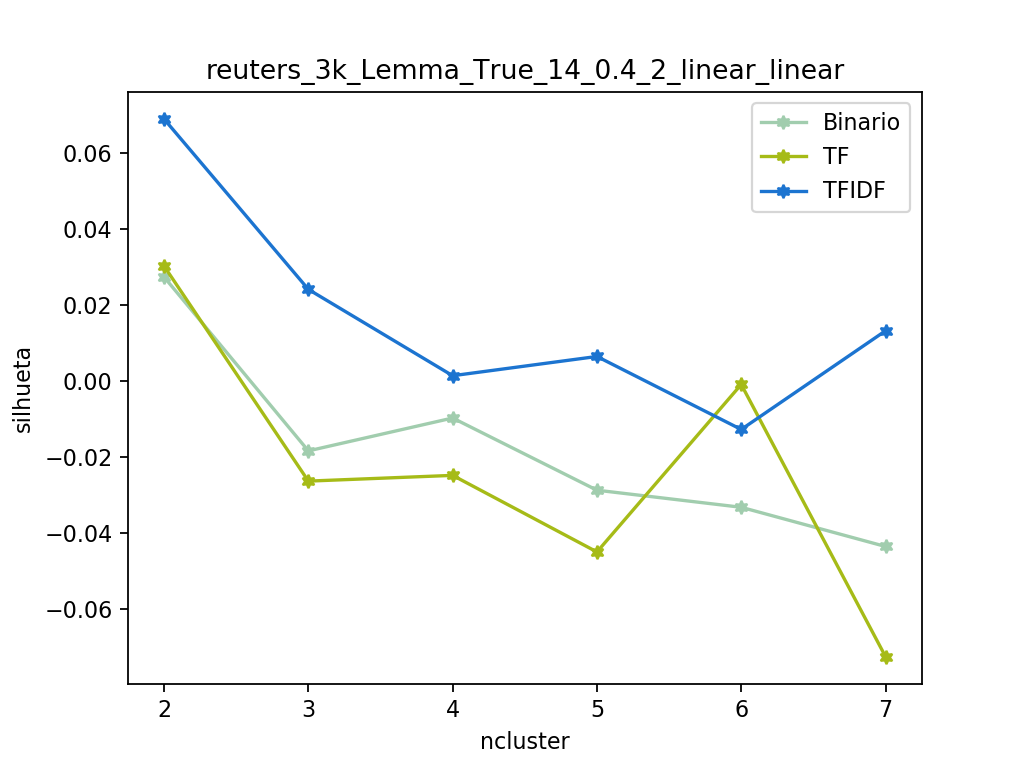 reuters_3k_Lemma_True_14_0.4_2_linear_linear
Binario
TF
TFIDF
silhueta
0.06
0.04
0.02
0.00
−0.02
−0.04
−0.06
2 3 4 5 6 7
ncluster